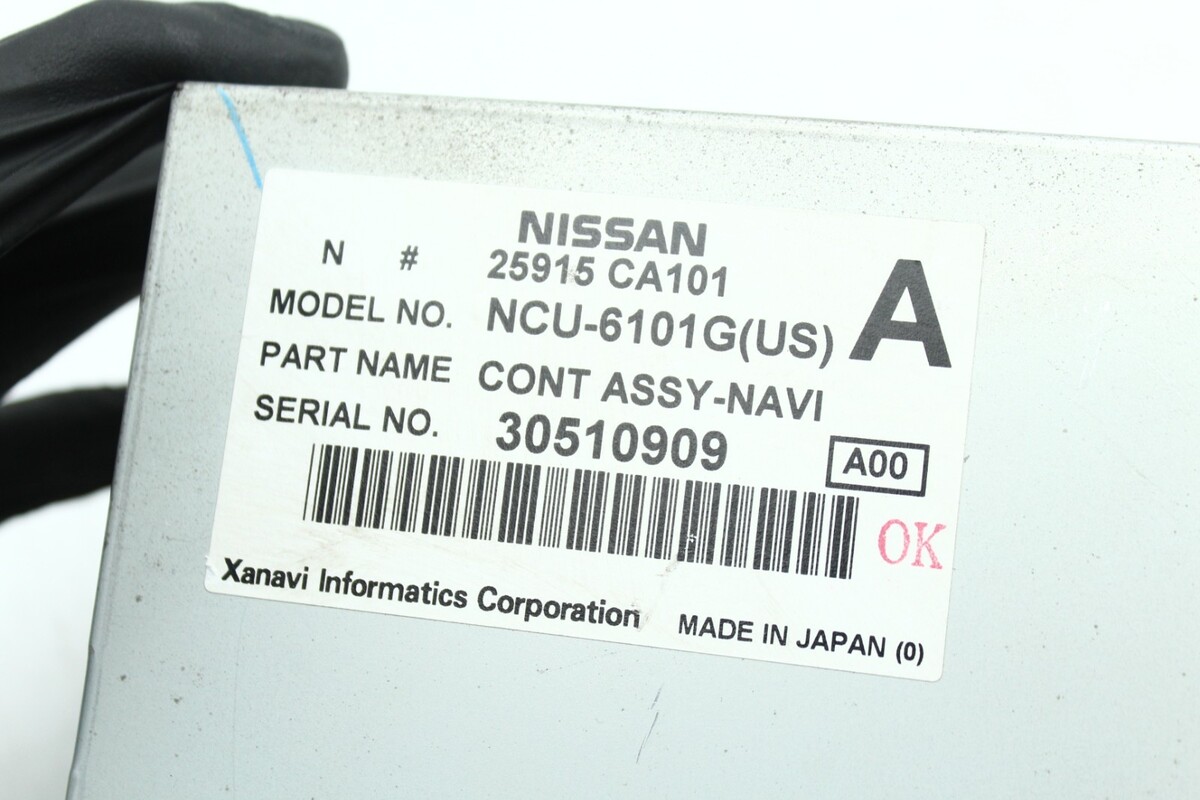 NISSAN
N # 25915 CA101
A
MODEL NO. NCU-6101G(US)
PART NAME CONT ASSY-NAVI
SERIAL NO. 30510909
A00
OK
Xanavi Informatics Corporation MADE IN JAPAN (0)